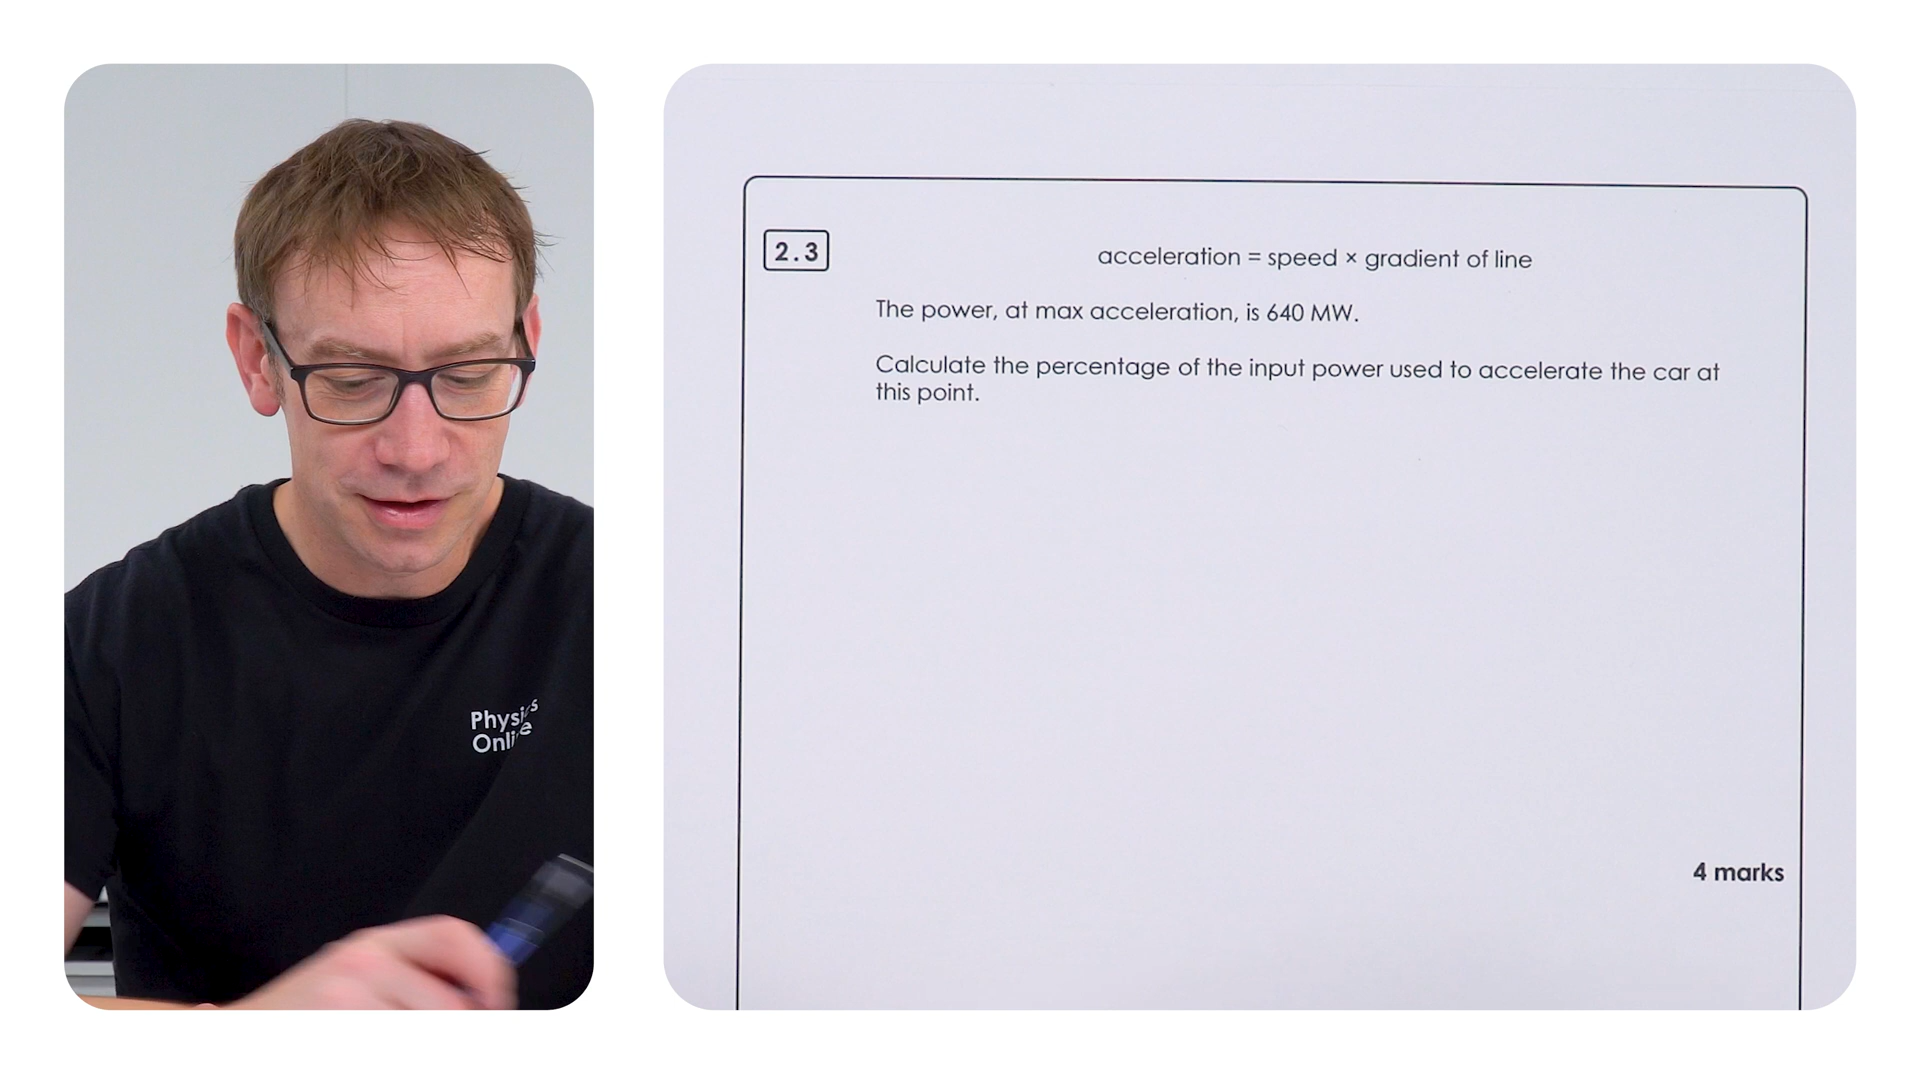 2.3
acceleration = speed × gradient of line
The power, at max acceleration, is 640 MW.
Calculate the percentage of the input power used to accelerate the car at
this point.
4 marks
Physics
Online